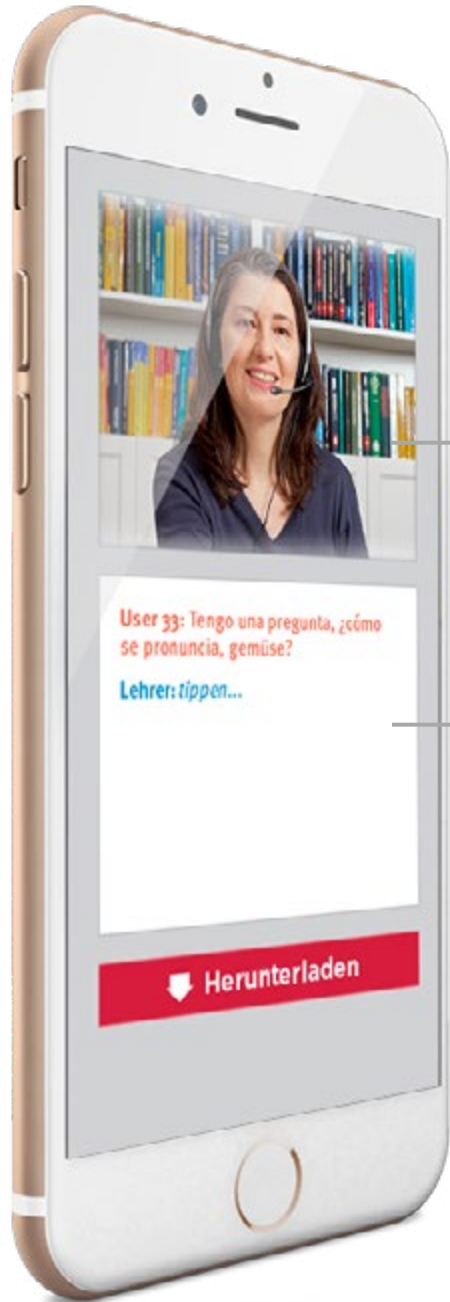 User 33: Tengo una pregunta, ¿cómo
se pronuncia, gemüse?
Lehrer: tippen...
Herunterladen